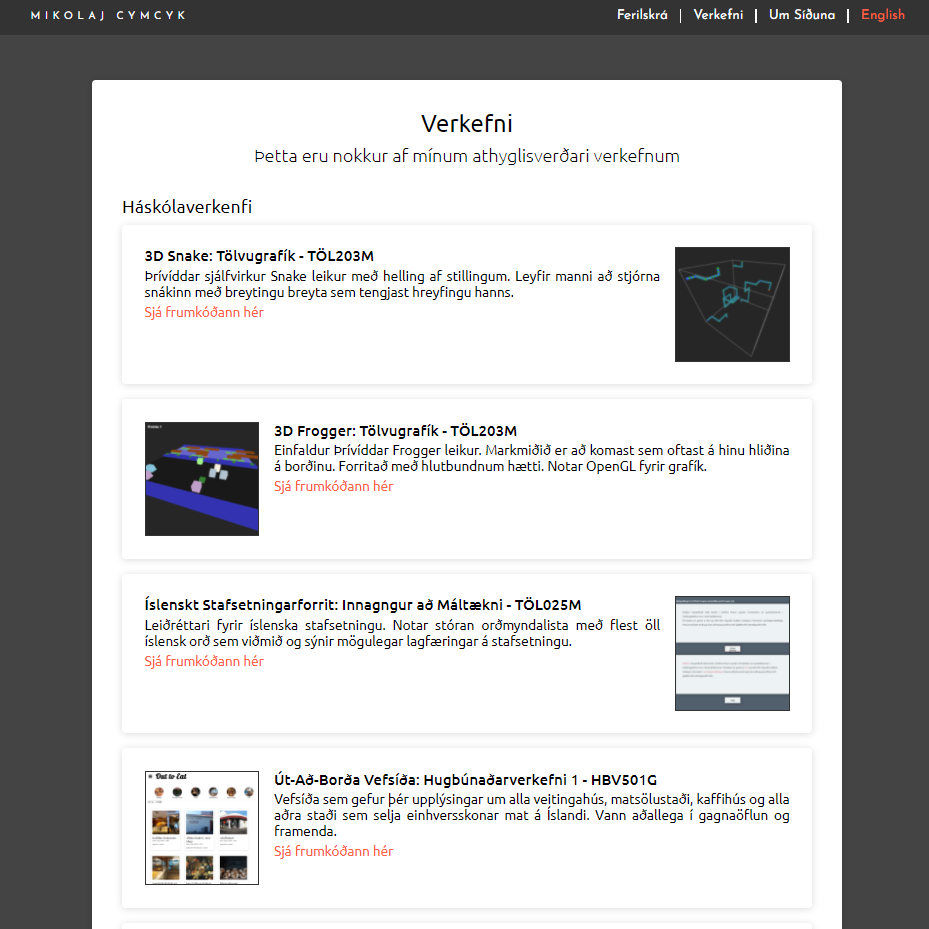 MIKOLAJ CYMCYK
Ferilskrá | Verkefni | Um Síðuna | English
Verkefni
Þetta eru nokkur af mínum athyglisverðari verkefnum
Háskólaverkenfi
3D Snake: Tölvugrafík - TÖL203M
Þrívíddar sjálfvirkur Snake leikur með helling af stillingum. Leyfir manni að stjórna
snákinn með breytingu breyta sem tengjast hreyfingu hanns.
Sjá frumkóðann hér
3D Frogger: Tölvugrafík - TÖL203M
Einfaldur Þrívíddar Frogger leikur. Markmiðið er að komast sem oftast á hinu hliðina
á borðinu. Forritað með hlutbundnum hætti. Notar OpenGL fyrir grafík.
Sjá frumkóðann hér
Íslenskt Stafsetningarforrit: Innagngur að Máltækni - TÖL025M
Leiðréttari fyrir íslenska stafsetningu. Notar stóran orðmyndalista með flest öll
íslensk orð sem viðmið og sýnir mögulegar lagfæringar á stafsetningu.
Sjá frumkóðann hér
Out to Eat
Út-Að-Borða Vefsíða: Hugbúnaðarverkefni 1 - HBV501G
Vefsíða sem gefur þér upplýsingar um alla veitingahús, matsölustaði, kaffihús og alla
aðra staði sem selja einhversskonar mat á Íslandi. Vann aðallega í gagnaöflun og
framenda.
Sjá frumkóðann hér